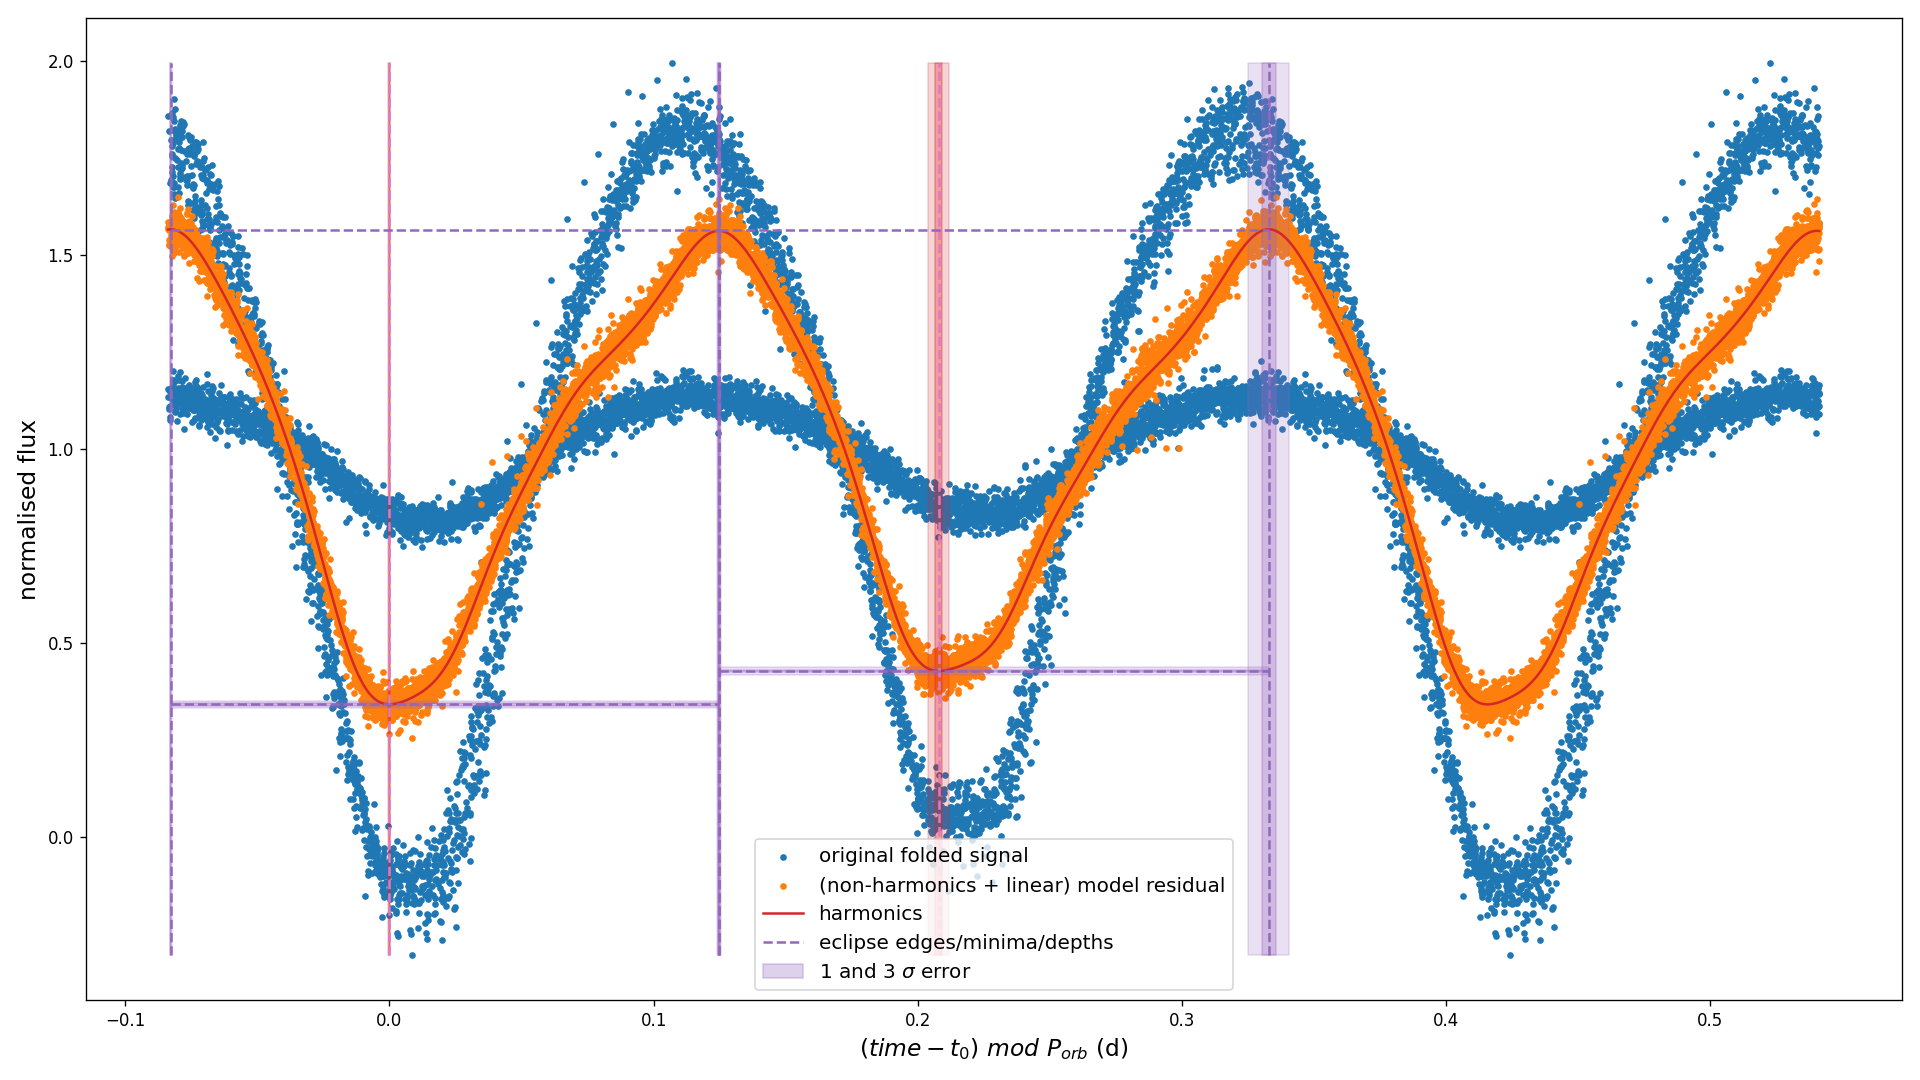 normalised flux
2.0
1.5
1.0
0.5
0.0
original folded signal
(non-harmonics + linear) model residual
harmonics
eclipse edges/minima/depths
1 and 3 σ error
−0.1 0.0 0.1 0.2 0.3 0.4 0.5
(time − t₀) mod Pₒᵣᵦ (d)